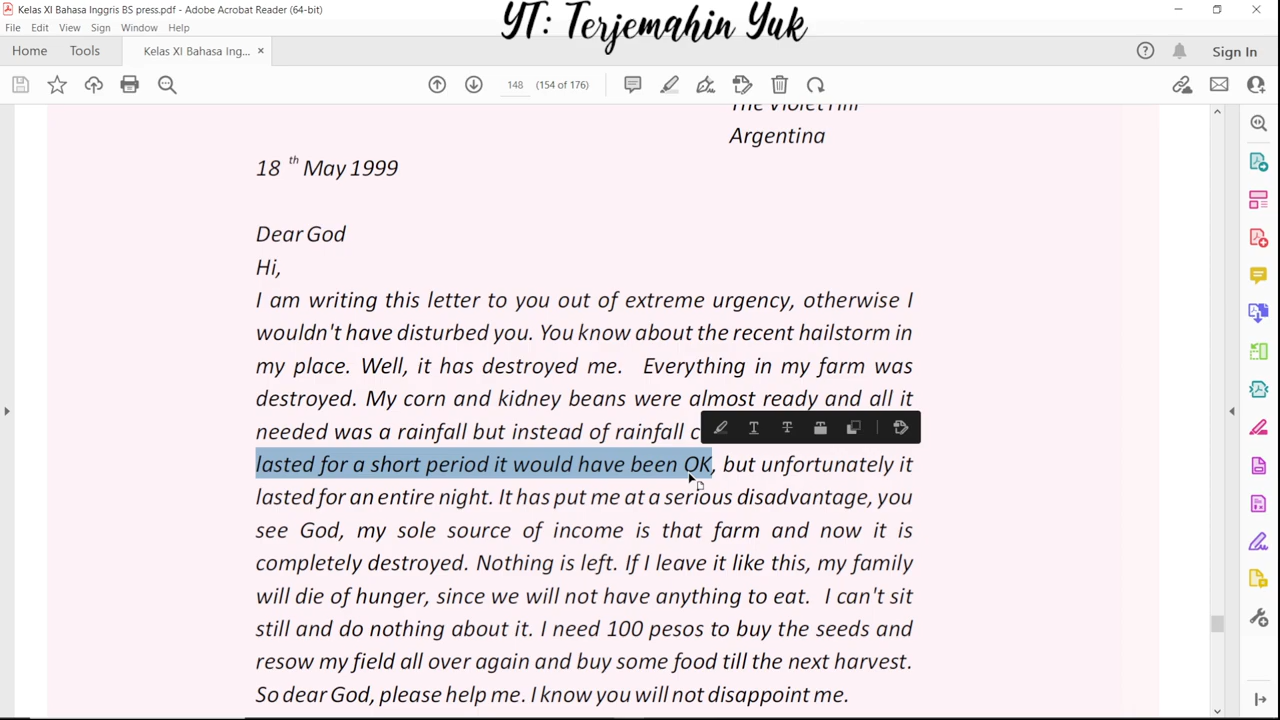 Kelas XI Bahasa Inggris BS press.pdf - Adobe Acrobat Reader (64-bit)
YT: Terjemahin Yuk
File Edit View Sign Window Help
Home Tools Kelas XI Bahasa Ing... × Sign In
148 (154 of 176)
The Violet Hill
Argentina
18 th May 1999
Dear God
Hi,
I am writing this letter to you out of extreme urgency, otherwise I
wouldn't have disturbed you. You know about the recent hailstorm in
my place. Well, it has destroyed me. Everything in my farm was
destroyed. My corn and kidney beans were almost ready and all it
needed was a rainfall but instead of rainfall
lasted for a short period it would have been OK, but unfortunately it
lasted for an entire night. It has put me at a serious disadvantage, you
see God, my sole source of income is that farm and now it is
completely destroyed. Nothing is left. If I leave it like this, my family
will die of hunger, since we will not have anything to eat. I can't sit
still and do nothing about it. I need 100 pesos to buy the seeds and
resow my field all over again and buy some food till the next harvest.
So dear God, please help me. I know you will not disappoint me.